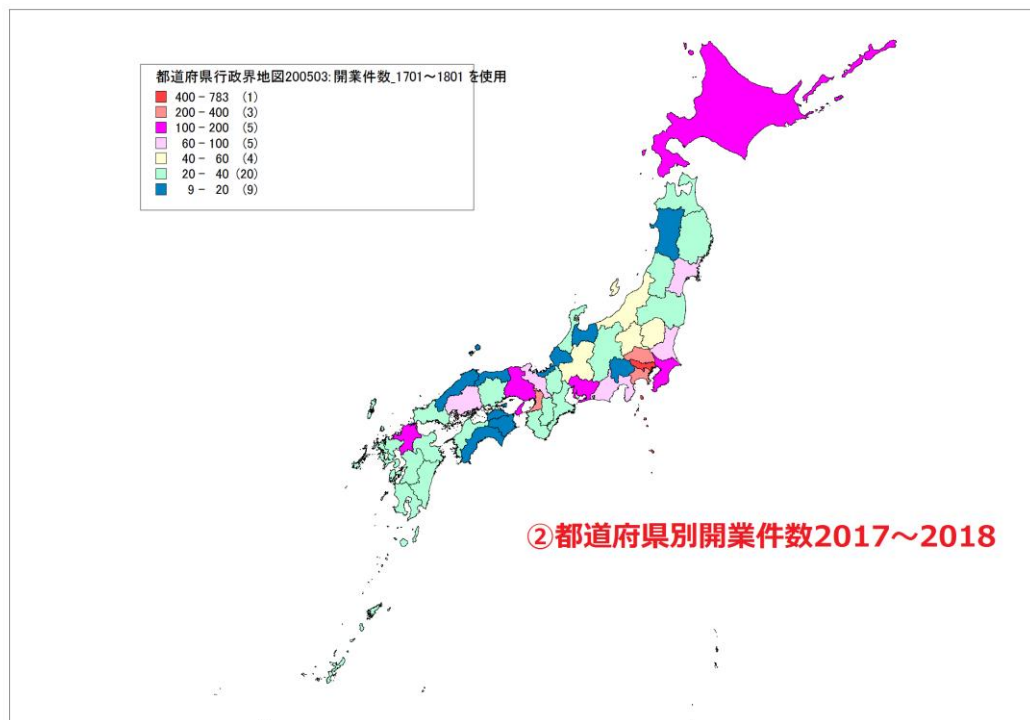 都道府県行政界地図200503:開業件数_1701～1801 を使用
400 - 783 (1)
200 - 400 (3)
100 - 200 (5)
60 - 100 (5)
40 - 60 (4)
20 - 40 (20)
9 - 20 (9)
②都道府県別開業件数2017～2018